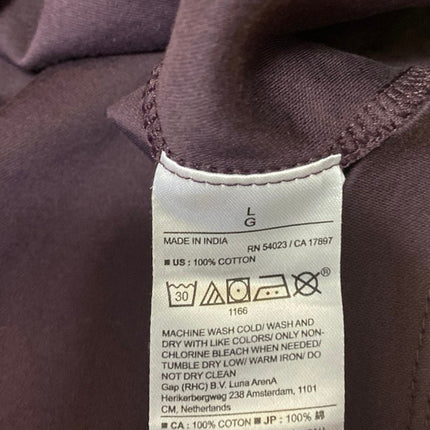 L
G
MADE IN INDIA RN 54023 / CA 17897
■ US : 100% COTTON
30 ®
1166
MACHINE WASH COLD/ WASH AND
DRY WITH LIKE COLORS/ ONLY NON-
CHLORINE BLEACH WHEN NEEDED/
TUMBLE DRY LOW/ WARM IRON/ DO
NOT DRY CLEAN
Gap (RHC) B.V. Luna ArenA
Herikerbergweg 238 Amsterdam, 1101
CM, Netherlands
■ CA : 100% COTTON ■ JP : 100% 綿